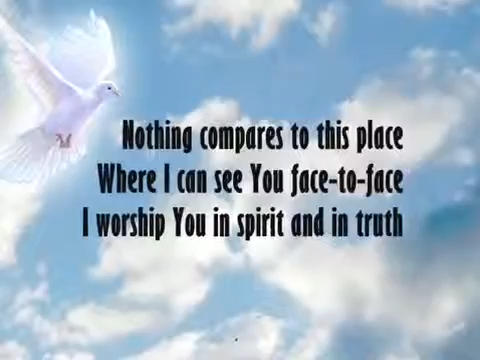 Nothing compares to this place
Where I can see You face-to-face
I worship You in spirit and in truth